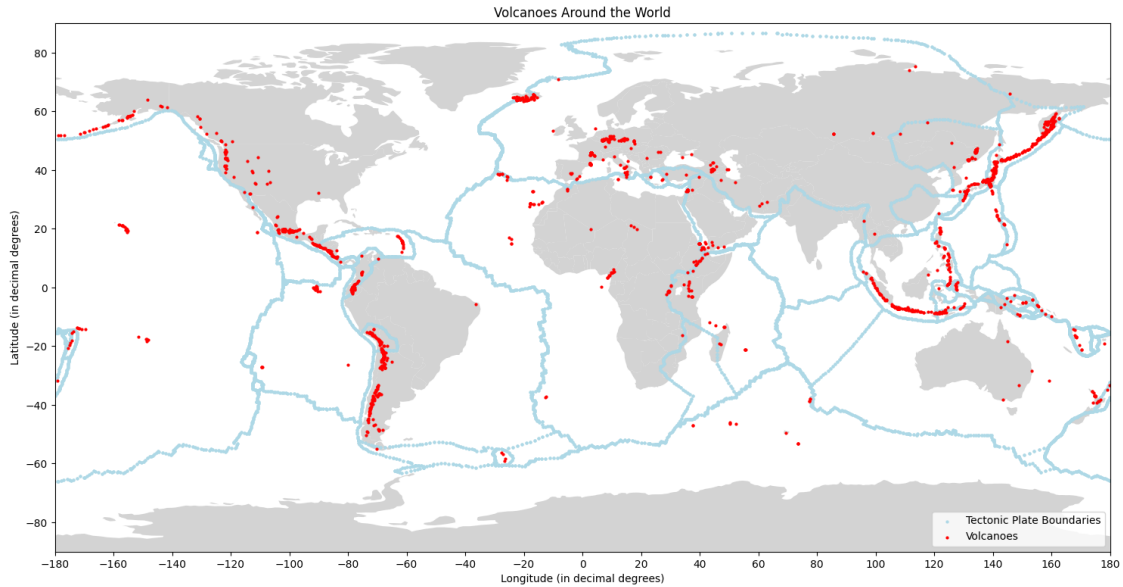 Volcanoes Around the World
Latitude (in decimal degrees)
80
60
40
20
0
−20
−40
−60
−80
−180 −160 −140 −120 −100 −80 −60 −40 −20 0 20 40 60 80 100 120 140 160 180
Longitude (in decimal degrees)
Tectonic Plate Boundaries
Volcanoes